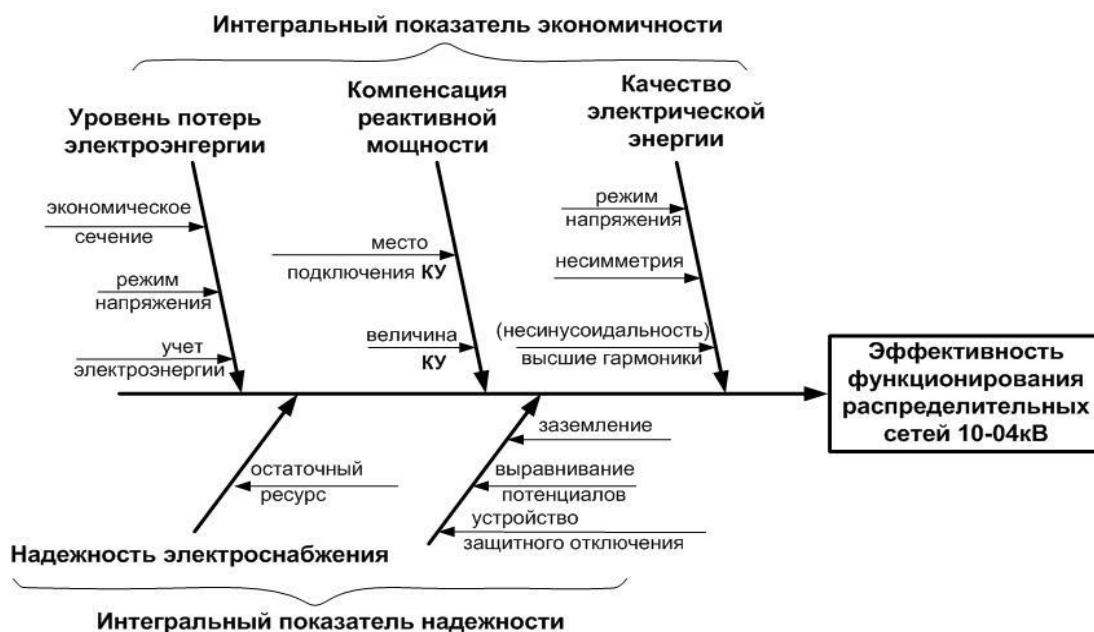 Интегральный показатель экономичности
Уровень потерь
электроэнгергии
Компенсация
реактивной
мощности
Качество
электрической
энергии
экономическое
сечение
режим
напряжения
учет
электроэнергии
место
подключения КУ
величина
КУ
режим
напряжения
несимметрия
(несинусоидальность)
высшие гармоники
Эффективность
функционирования
распределительных
сетей 10-04кВ
остаточный
ресурс
заземление
выравнивание
потенциалов
устройство
защитного отключения
Надежность электроснабжения
Интегральный показатель надежности